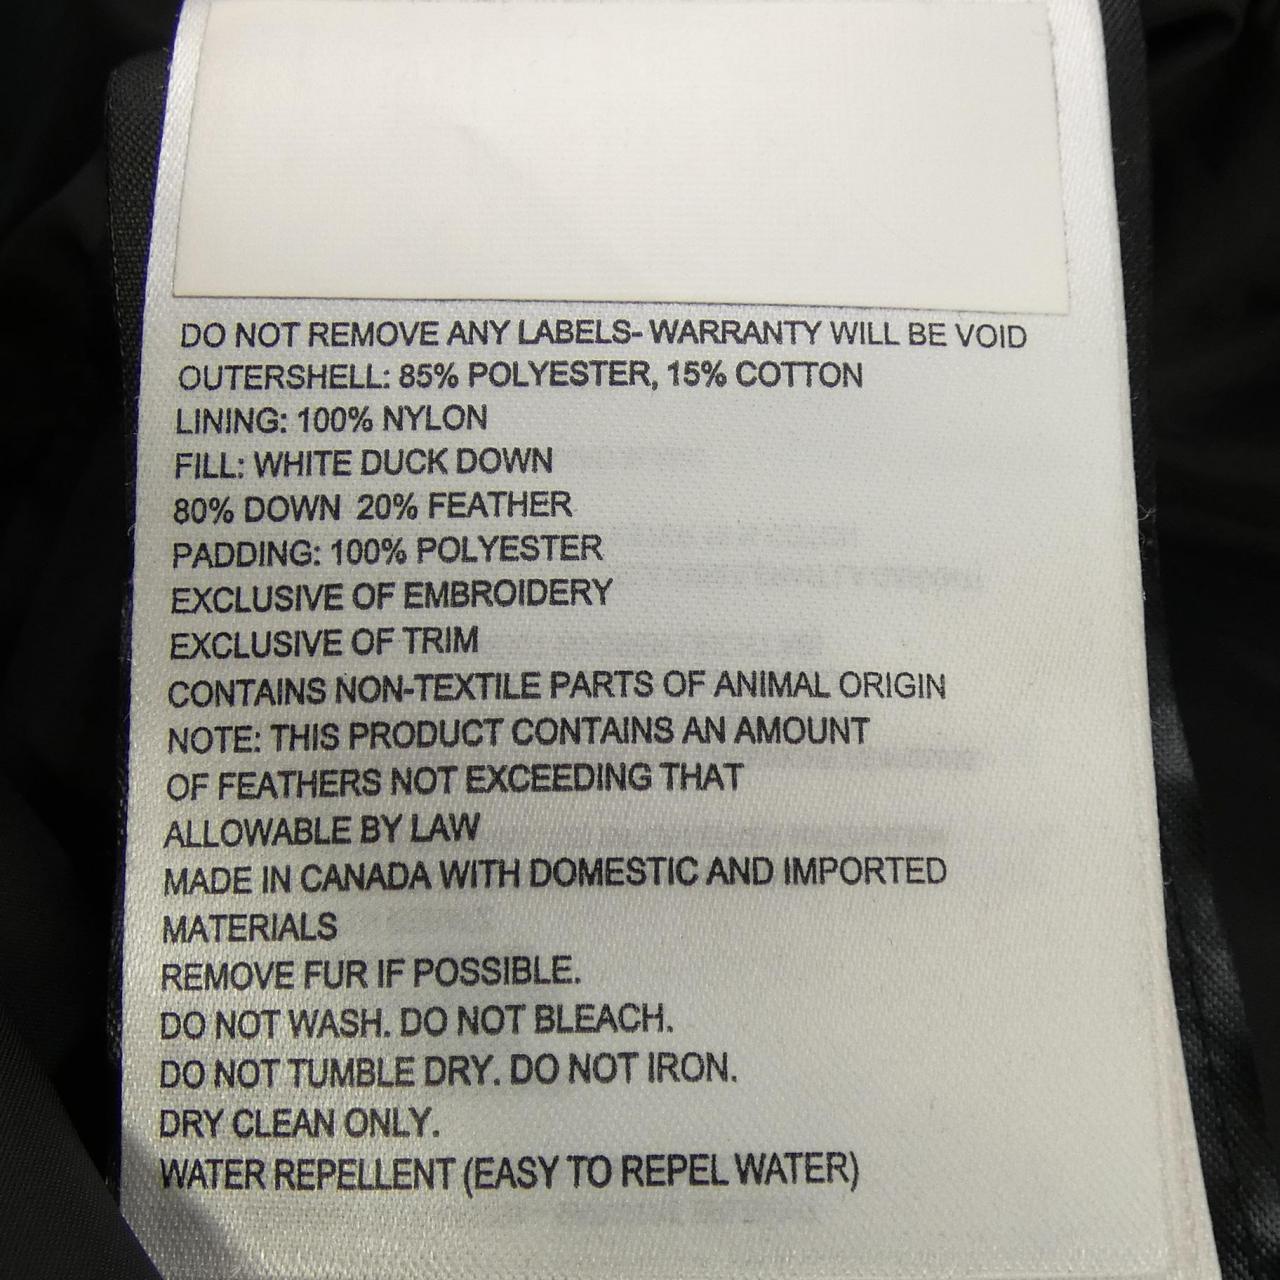 DO NOT REMOVE ANY LABELS- WARRANTY WILL BE VOID
OUTERSHELL: 85% POLYESTER, 15% COTTON
LINING: 100% NYLON
FILL: WHITE DUCK DOWN
80% DOWN 20% FEATHER
PADDING: 100% POLYESTER
EXCLUSIVE OF EMBROIDERY
EXCLUSIVE OF TRIM
CONTAINS NON-TEXTILE PARTS OF ANIMAL ORIGIN
NOTE: THIS PRODUCT CONTAINS AN AMOUNT
OF FEATHERS NOT EXCEEDING THAT
ALLOWABLE BY LAW
MADE IN CANADA WITH DOMESTIC AND IMPORTED
MATERIALS
REMOVE FUR IF POSSIBLE.
DO NOT WASH. DO NOT BLEACH.
DO NOT TUMBLE DRY. DO NOT IRON.
DRY CLEAN ONLY.
WATER REPELLENT (EASY TO REPEL WATER)